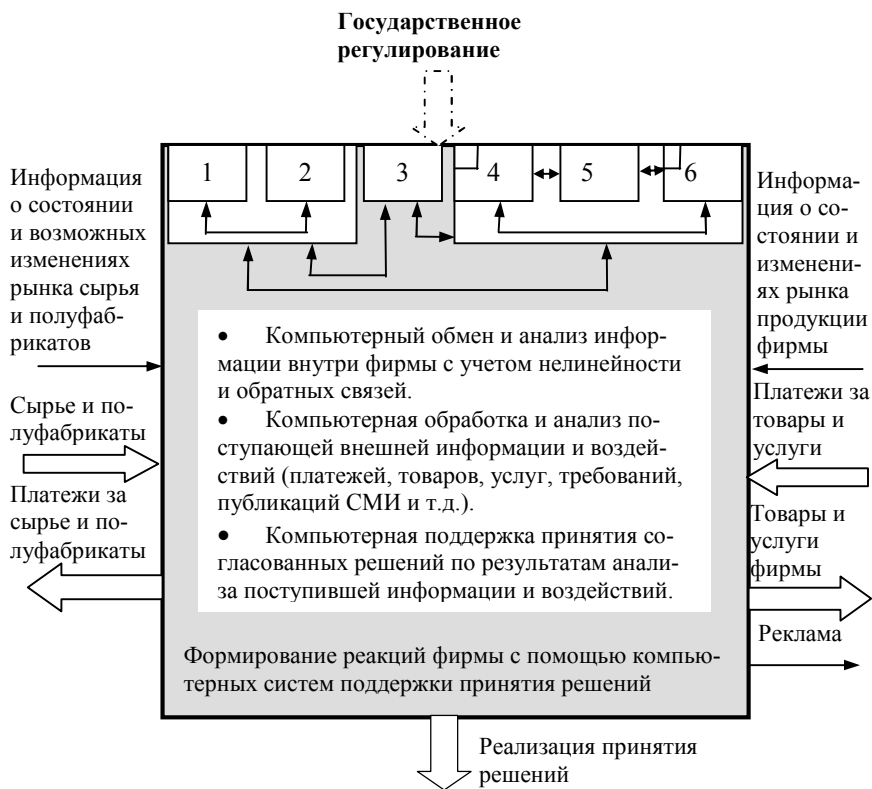 Государственное
регулирование
1 2 3 4 5 6
Информация
о состоянии
и возможных
изменениях
рынка сырья
и полуфаб-
рикатов
Сырье и по-
луфабрикаты
Платежи за
сырье и по-
луфабрикаты
• Компьютерный обмен и анализ инфор-
мации внутри фирмы с учетом нелинейности
и обратных связей.
• Компьютерная обработка и анализ по-
ступающей внешней информации и воздей-
ствий (платежей, товаров, услуг, требований,
публикаций СМИ и т.д.).
• Компьютерная поддержка принятия со-
гласованных решений по результатам анали-
за поступившей информации и воздействий.
Формирование реакций фирмы с помощью компью-
терных систем поддержки принятия решений
Информа-
ция о со-
стоянии и
изменени-
ях рынка
продукции
фирмы
Платежи за
товары и
услуги
Товары и
услуги
фирмы
Реклама
Реализация принятия
решений